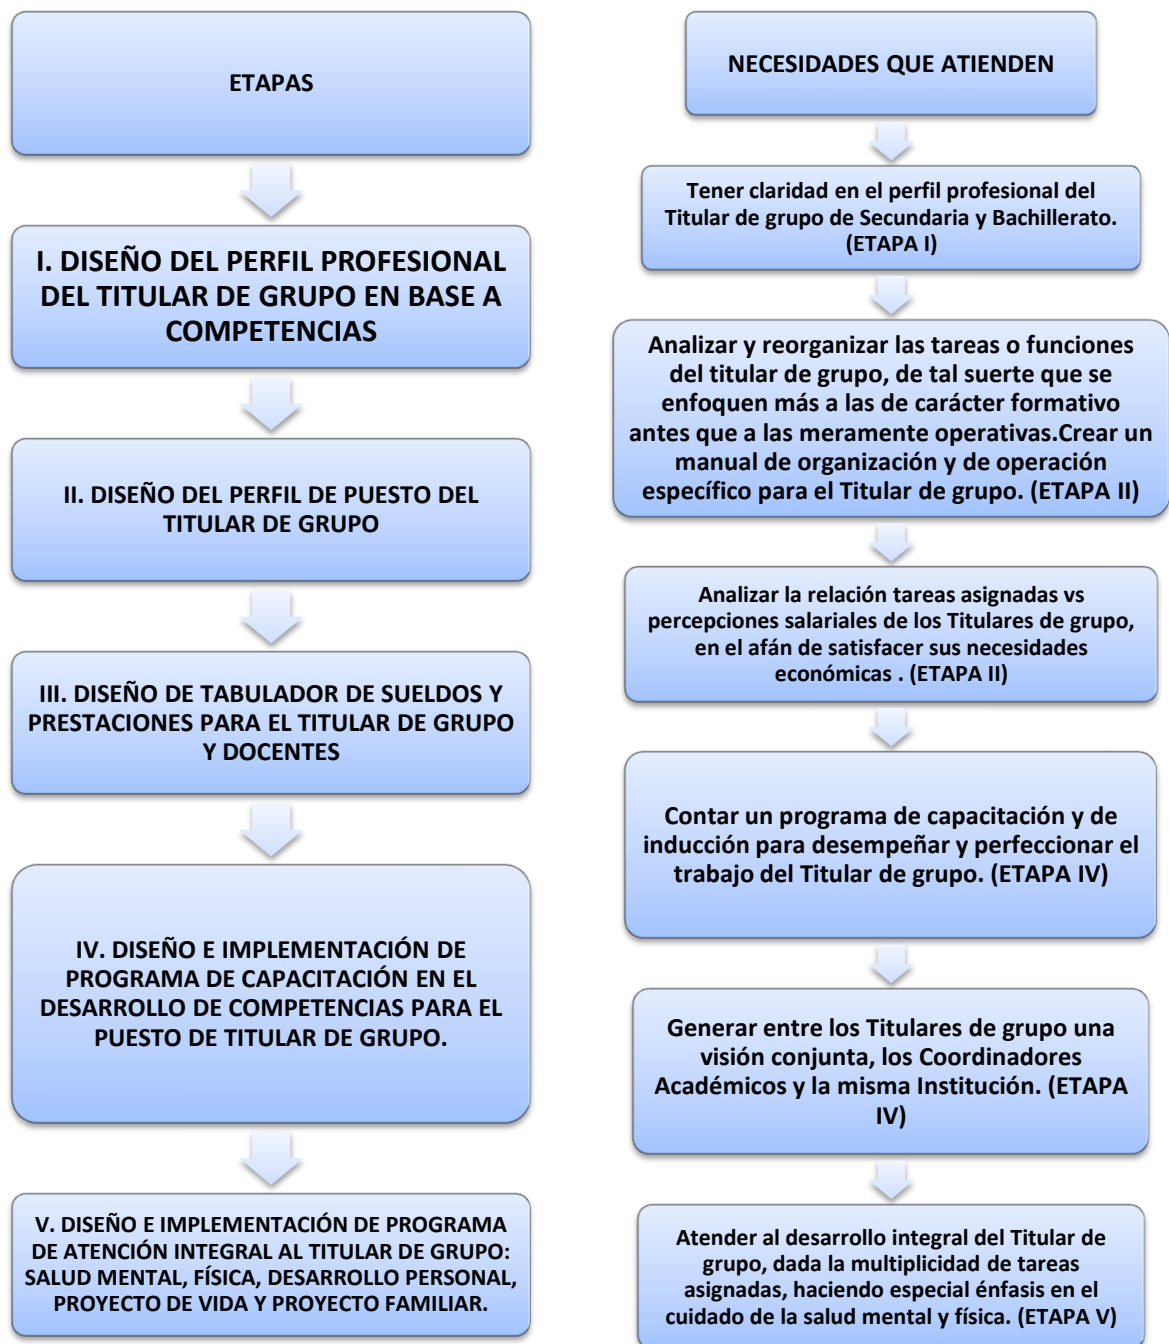 ETAPAS
I. DISEÑO DEL PERFIL PROFESIONAL
DEL TITULAR DE GRUPO EN BASE A
COMPETENCIAS
II. DISEÑO DEL PERFIL DE PUESTO DEL
TITULAR DE GRUPO
III. DISEÑO DE TABULADOR DE SUELDOS Y
PRESTACIONES PARA EL TITULAR DE GRUPO
Y DOCENTES
IV. DISEÑO E IMPLEMENTACIÓN DE
PROGRAMA DE CAPACITACIÓN EN EL
DESARROLLO DE COMPETENCIAS PARA EL
PUESTO DE TITULAR DE GRUPO.
V. DISEÑO E IMPLEMENTACIÓN DE PROGRAMA
DE ATENCIÓN INTEGRAL AL TITULAR DE GRUPO:
SALUD MENTAL, FÍSICA, DESARROLLO PERSONAL,
PROYECTO DE VIDA Y PROYECTO FAMILIAR.
NECESIDADES QUE ATIENDEN
Tener claridad en el perfil profesional del
Titular de grupo de Secundaria y Bachillerato.
(ETAPA I)
Analizar y reorganizar las tareas o funciones
del titular de grupo, de tal suerte que se
enfoquen más a las de carácter formativo
antes que a las meramente operativas.Crear un
manual de organización y de operación
específico para el Titular de grupo. (ETAPA II)
Analizar la relación tareas asignadas vs
percepciones salariales de los Titulares de grupo,
en el afán de satisfacer sus necesidades
económicas . (ETAPA II)
Contar un programa de capacitación y de
inducción para desempeñar y perfeccionar el
trabajo del Titular de grupo. (ETAPA IV)
Generar entre los Titulares de grupo una
visión conjunta, los Coordinadores
Académicos y la misma Institución. (ETAPA
IV)
Atender al desarrollo integral del Titular de
grupo, dada la multiplicidad de tareas
asignadas, haciendo especial énfasis en el
cuidado de la salud mental y física. (ETAPA V)